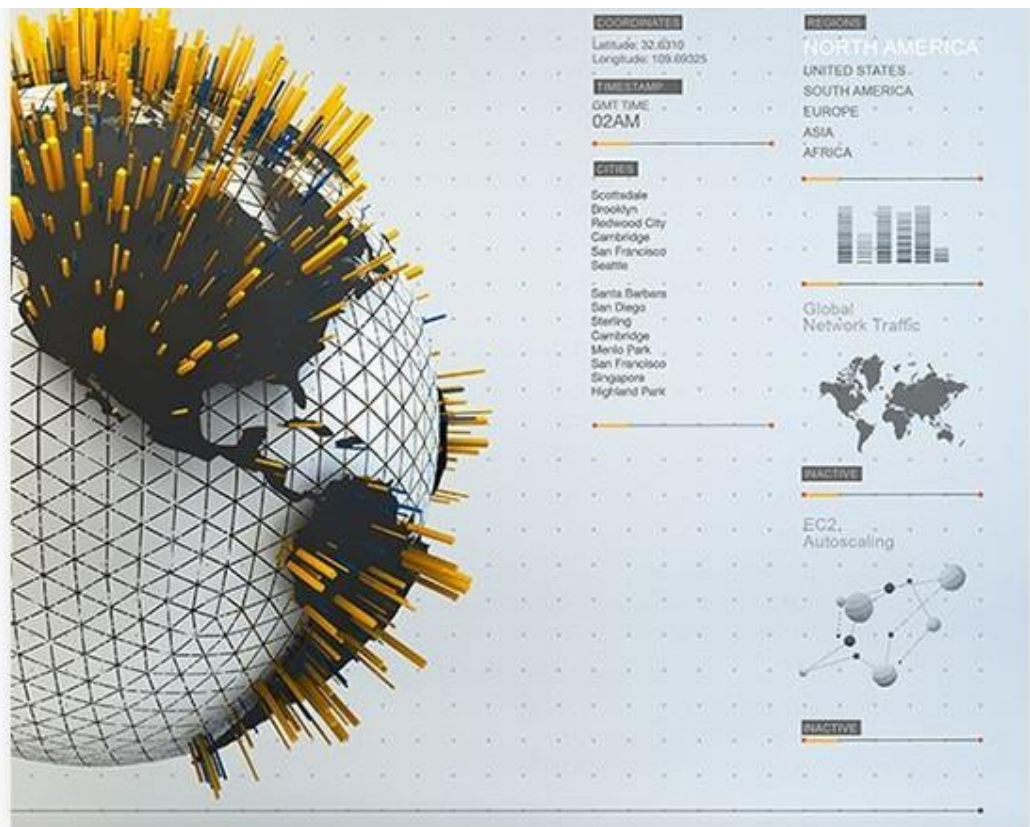 COORDINATES
Latitude: 32.6310
Longitude: 109.69325
TIMESTAMP
GMT TIME
02AM
CITIES
Scottsdale
Brooklyn
Redwood City
Cambridge
San Francisco
Seattle
Santa Barbara
San Diego
Sterling
Cambridge
Menlo Park
San Francisco
Singapore
Highland Park
REGIONS
NORTH AMERICA
UNITED STATES
SOUTH AMERICA
EUROPE
ASIA
AFRICA
Global
Network Traffic
INACTIVE
EC2,
Autoscaling
INACTIVE